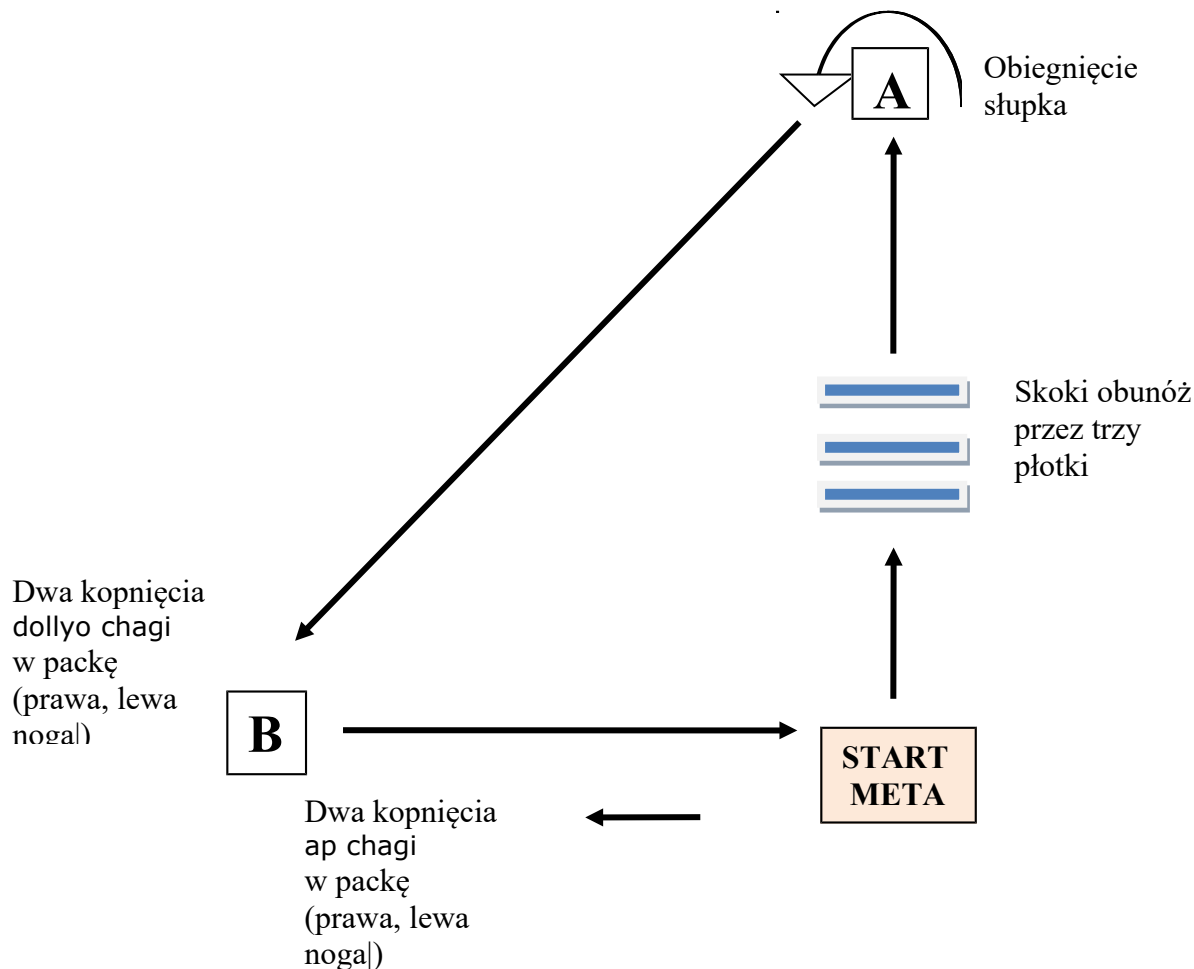 A
Obiegnięcie
słupka
Skoki obunóż
przez trzy
płotki
Dwa kopnięcia
dollyo chagi
w packę
(prawa, lewa
noga|)
B
START
META
Dwa kopnięcia
ap chagi
w packę
(prawa, lewa
noga|)